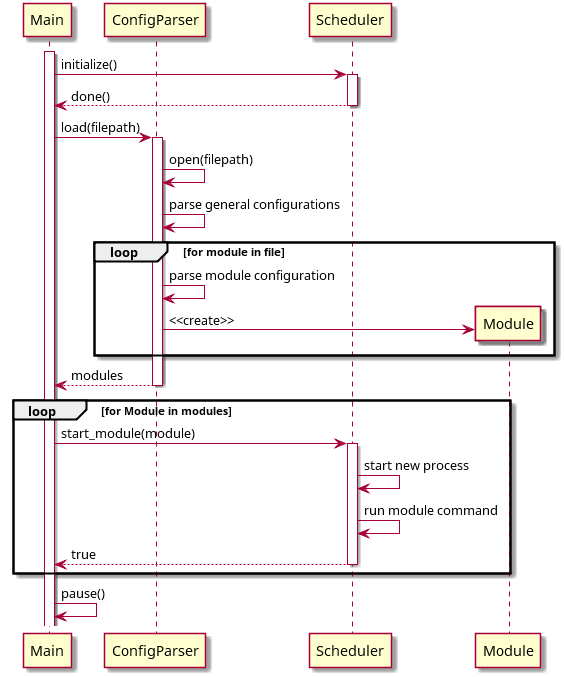 Main
ConfigParser
Scheduler
initialize()
done()
load(filepath)
open(filepath)
parse general configurations
loop [for module in file]
parse module configuration
<<create>>
Module
modules
loop [for Module in modules]
start_module(module)
start new process
run module command
true
pause()
Main
ConfigParser
Scheduler
Module